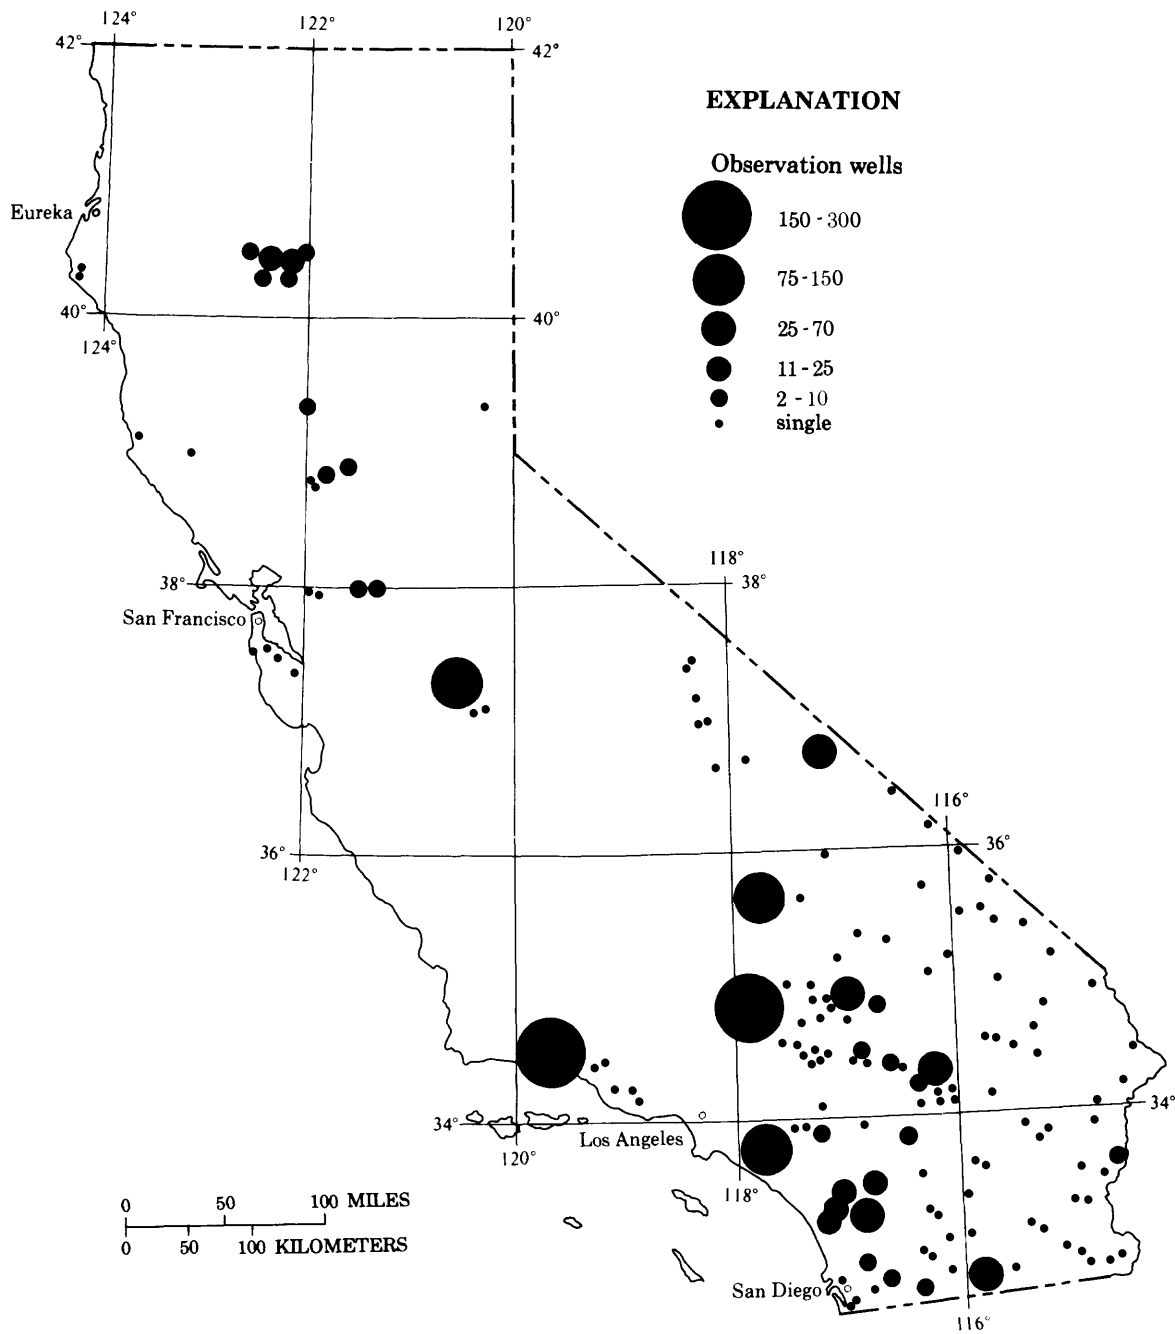 124° 122° 120°
42° 42°
EXPLANATION
Observation wells
150 - 300
75 - 150
25 - 70
11 - 25
2 - 10
single
Eureka
40° 40°
124°
118°
38° 38°
San Francisco
116°
36° 36°
122°
34° 34°
Los Angeles
120°
118°
0 50 100 MILES
0 50 100 KILOMETERS
San Diego
116°